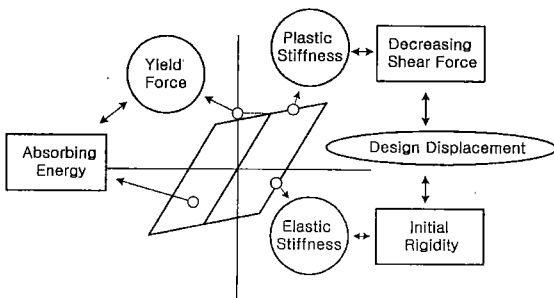 Plastic
Stiffness
Decreasing
Shear Force
Yield
Force
Absorbing
Energy
Design Displacement
Elastic
Stiffness
Initial
Rigidity